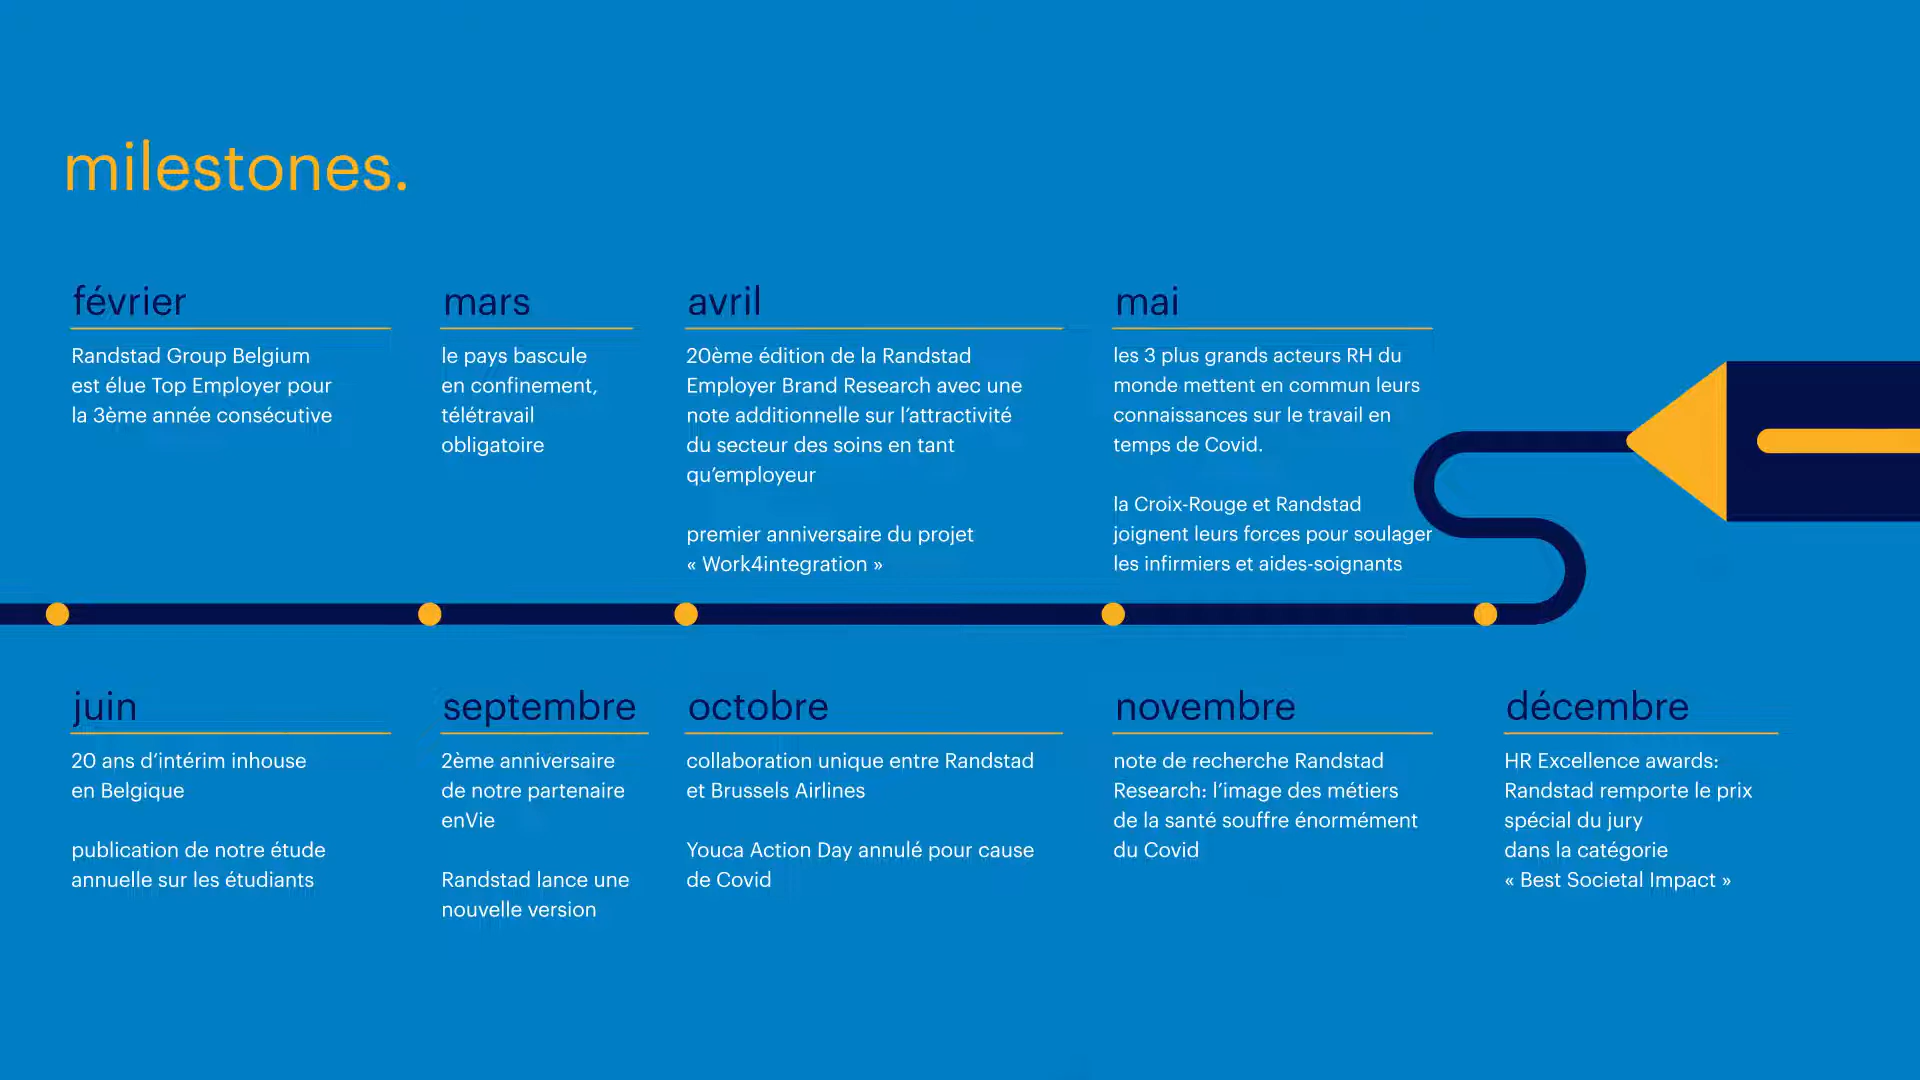 milestones.
février
Randstad Group Belgium
est élue Top Employer pour
la 3ème année consécutive
mars
le pays bascule
en confinement,
télétravail
obligatoire
avril
20ème édition de la Randstad
Employer Brand Research avec une
note additionnelle sur l’attractivité
du secteur des soins en tant
qu’employeur
premier anniversaire du projet
« Work4integration »
mai
les 3 plus grands acteurs RH du
monde mettent en commun leurs
connaissances sur le travail en
temps de Covid.
la Croix-Rouge et Randstad
joignent leurs forces pour soulager
les infirmiers et aides-soignants
juin
20 ans d’intérim inhouse
en Belgique
publication de notre étude
annuelle sur les étudiants
septembre
2ème anniversaire
de notre partenaire
enVie
Randstad lance une
nouvelle version
octobre
collaboration unique entre Randstad
et Brussels Airlines
Youca Action Day annulé pour cause
de Covid
novembre
note de recherche Randstad
Research: l’image des métiers
de la santé souffre énormément
du Covid
décembre
HR Excellence awards:
Randstad remporte le prix
spécial du jury
dans la catégorie
« Best Societal Impact »